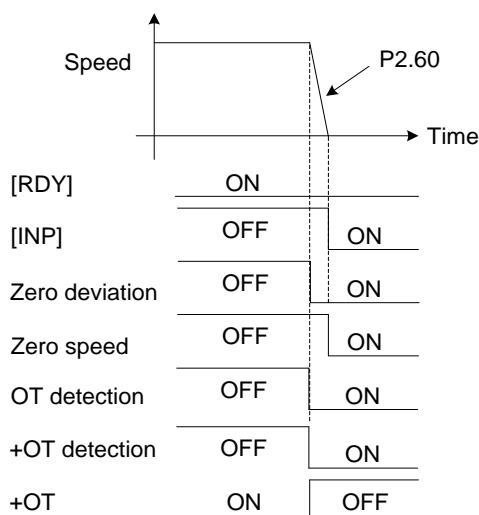 Speed
P2.60
Time
[RDY] ON
[INP] OFF ON
Zero deviation OFF ON
Zero speed OFF ON
OT detection OFF ON
+OT detection OFF ON
+OT ON OFF